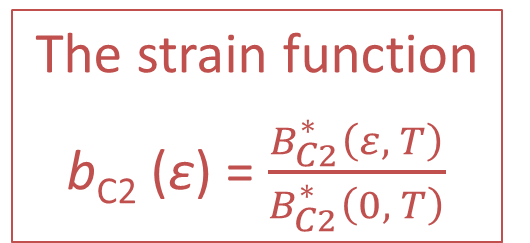 The strain function
b_C2 (ε) = B*_C2 (ε, T) / B*_C2 (0, T)